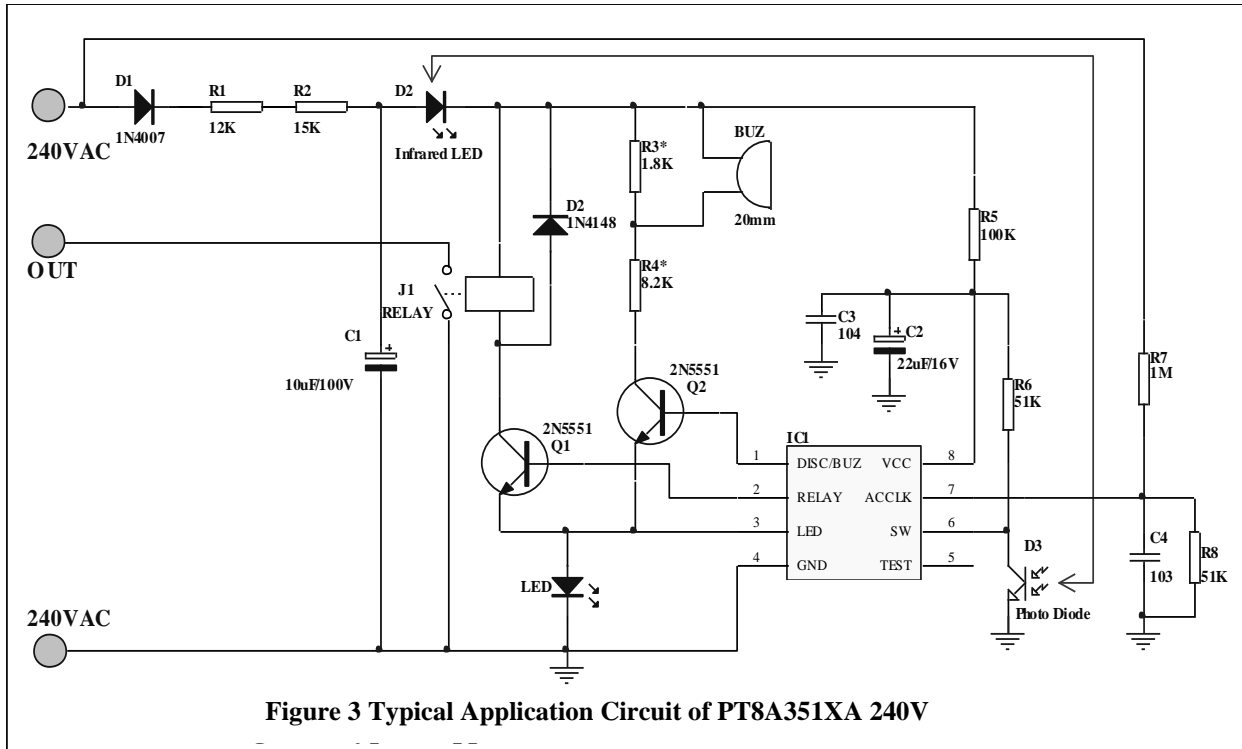 D1
1N4007
R1
12K
R2
15K
D2
Infrared LED
240VAC
OUT
J1
RELAY
C1
10uF/100V
D2
1N4148
R3*
1.8K
BUZ
20mm
R4*
8.2K
R5
100K
C3
104
C2
22uF/16V
R6
51K
R7
1M
2N5551
Q2
2N5551
Q1
IC1
1 DISC/BUZ VCC 8
2 RELAY ACCLK 7
3 LED SW 6
4 GND TEST 5
D3
Photo Diode
C4
103
R8
51K
LED
240VAC
Figure 3 Typical Application Circuit of PT8A351XA 240V